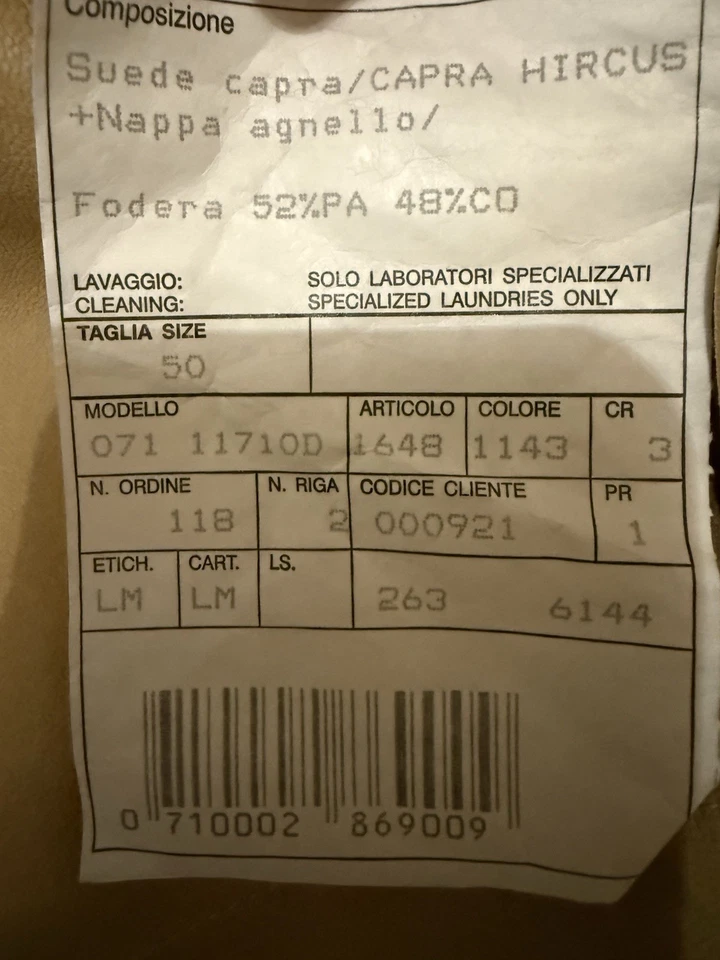 Composizione
Suede capra/CAPRA HIRCUS
+Nappa agnello/
Fodera 52%PA 48%CO
LAVAGGIO: SOLO LABORATORI SPECIALIZZATI
CLEANING: SPECIALIZED LAUNDRIES ONLY
TAGLIA SIZE
50
MODELLO ARTICOLO COLORE CR
071 11710D 1648 1143 3
N. ORDINE N. RIGA CODICE CLIENTE PR
118 2 000921 1
ETICH. CART. LS.
LM LM 263 6144
0 710002 869009